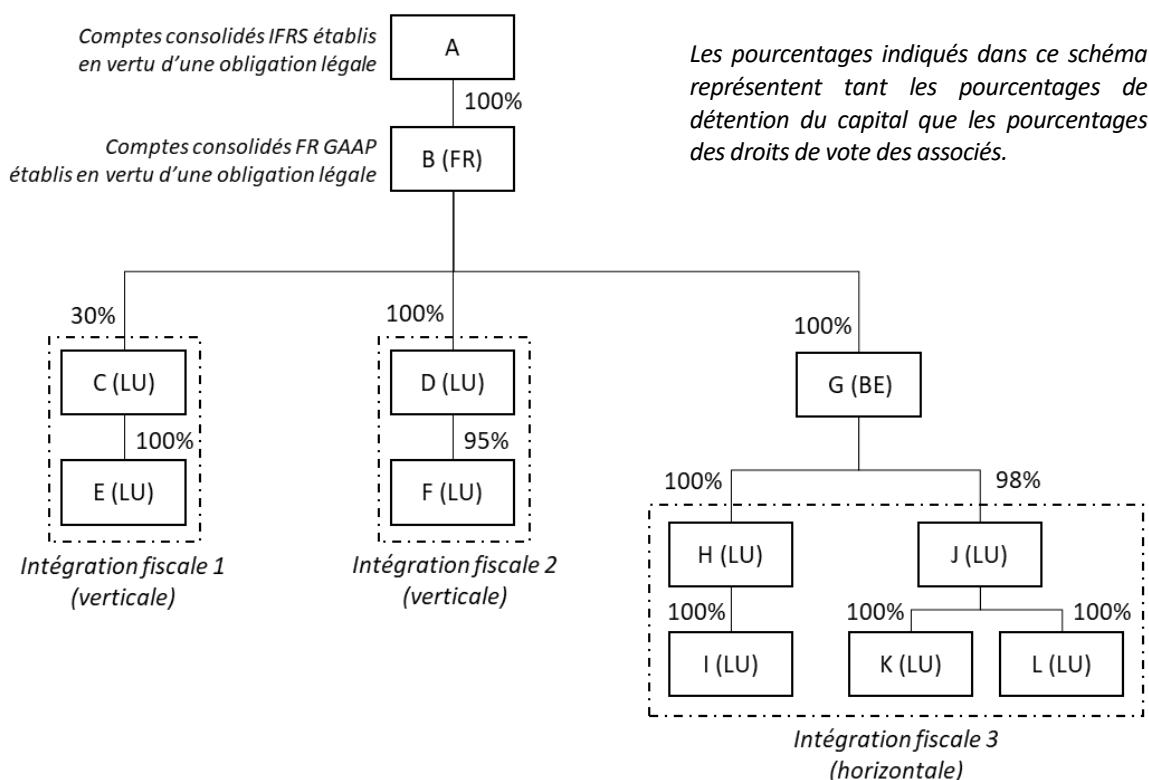 Comptes consolidés IFRS établis
en vertu d’une obligation légale
A
Les pourcentages indiqués dans ce schéma
représentent tant les pourcentages de
détention du capital que les pourcentages
des droits de vote des associés.
100%
Comptes consolidés FR GAAP
établis en vertu d’une obligation légale
B (FR)
30%
100%
100%
C (LU)
D (LU)
G (BE)
100%
95%
E (LU)
F (LU)
100%
98%
Intégration fiscale 1
(verticale)
Intégration fiscale 2
(verticale)
H (LU)
J (LU)
100%
100%
100%
I (LU)
K (LU)
L (LU)
Intégration fiscale 3
(horizontale)